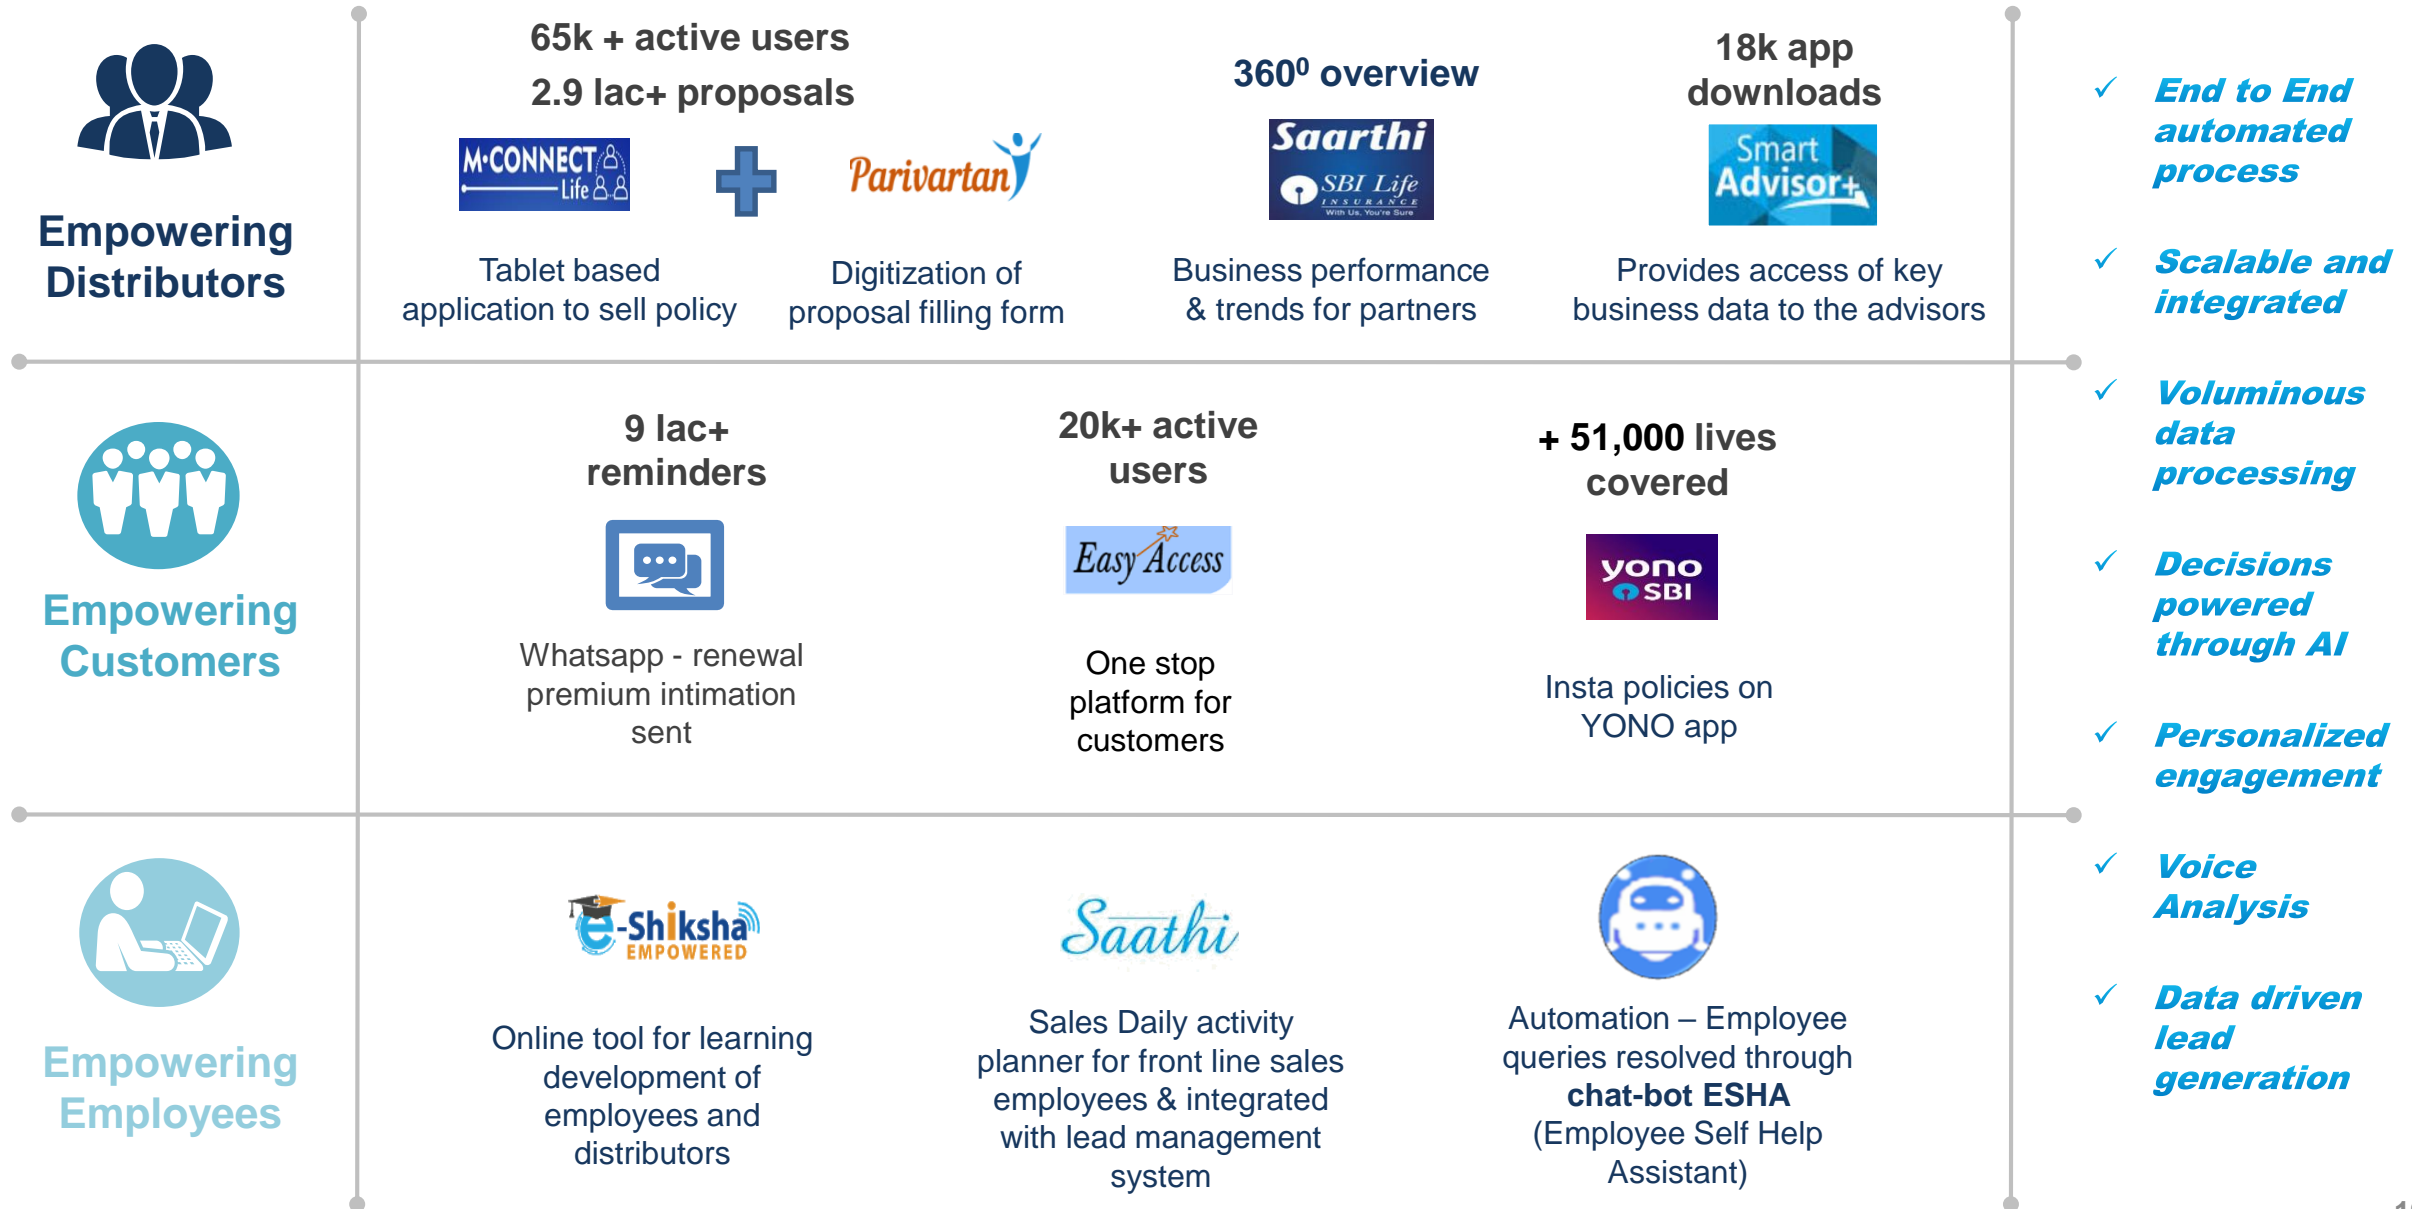 Empowering
Distributors
65k + active users
2.9 lac+ proposals
M-CONNECT
Life
Parivartan
Tablet based
application to sell policy
Digitization of
proposal filling form
360⁰ overview
Saarthi
SBI Life
INSURANCE
With Us, You're Sure
Business performance
& trends for partners
18k app
downloads
Smart
Advisor+
Provides access of key
business data to the advisors
Empowering
Customers
9 lac+
reminders
Whatsapp - renewal
premium intimation
sent
20k+ active
users
Easy Access
One stop
platform for
customers
+ 51,000 lives
covered
yono
SBI
Insta policies on
YONO app
Empowering
Employees
e-Shiksha
EMPOWERED
Online tool for learning
development of
employees and
distributors
Saathi
Sales Daily activity
planner for front line sales
employees & integrated
with lead management
system
Automation – Employee
queries resolved through
chat-bot ESHA
(Employee Self Help
Assistant)
✓ End to End
automated
process
✓ Scalable and
integrated
✓ Voluminous
data
processing
✓ Decisions
powered
through AI
✓ Personalized
engagement
✓ Voice
Analysis
✓ Data driven
lead
generation